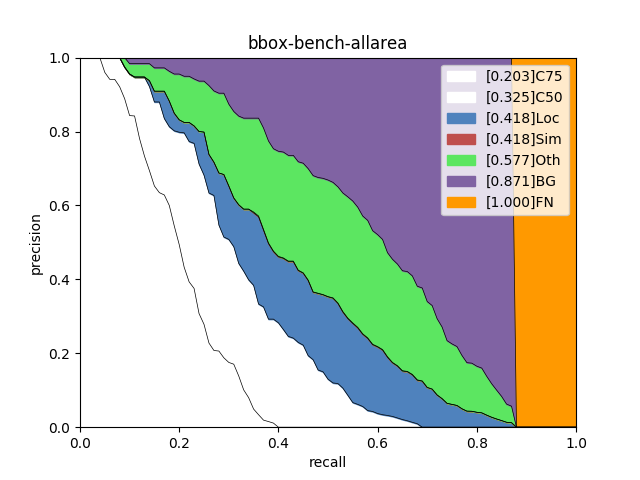 bbox-bench-allarea
1.0
0.8
0.6
0.4
0.2
0.0
precision
[0.203]C75
[0.325]C50
[0.418]Loc
[0.418]Sim
[0.577]Oth
[0.871]BG
[1.000]FN
0.0 0.2 0.4 0.6 0.8 1.0
recall